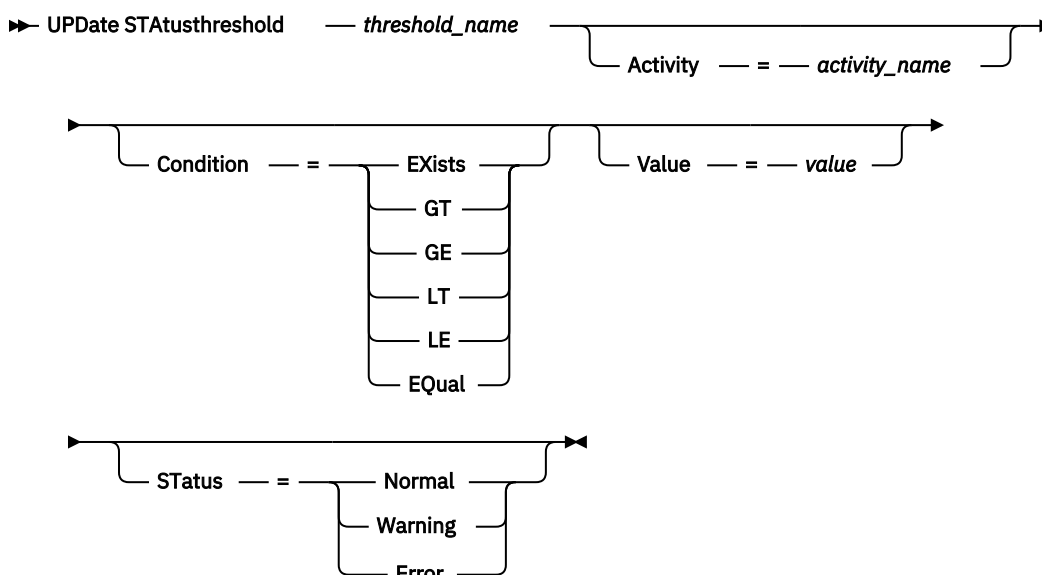 UPDate STAtusthreshold threshold_name
Activity = activity_name
Condition = EXists Value = value
GT
GE
LT
LE
EQual
STatus = Normal
Warning
Error